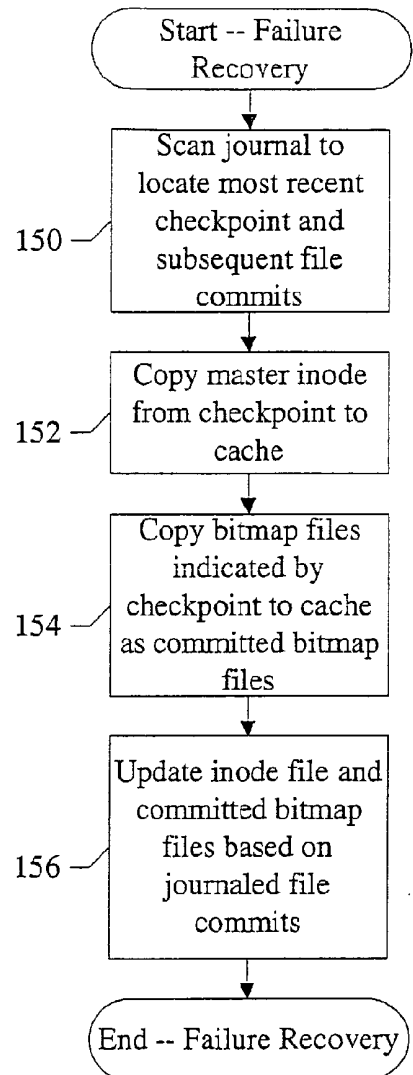 Start -- Failure
Recovery
Scan journal to
locate most recent
checkpoint and
subsequent file
commits
150
Copy master inode
from checkpoint to
cache
152
Copy bitmap files
indicated by
checkpoint to cache
as committed bitmap
files
154
Update inode file and
committed bitmap
files based on
journaled file
commits
156
End -- Failure Recovery